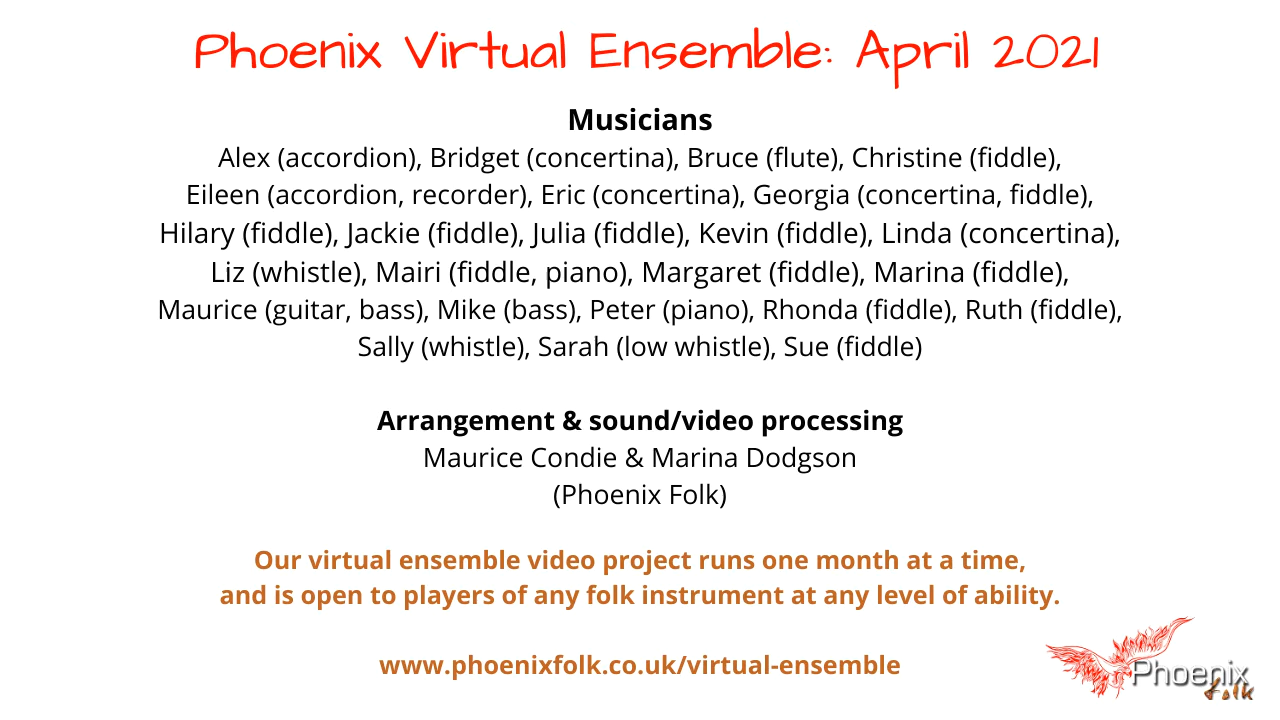 Phoenix Virtual Ensemble: April 2021
Musicians
Alex (accordion), Bridget (concertina), Bruce (flute), Christine (fiddle),
Eileen (accordion, recorder), Eric (concertina), Georgia (concertina, fiddle),
Hilary (fiddle), Jackie (fiddle), Julia (fiddle), Kevin (fiddle), Linda (concertina),
Liz (whistle), Mairi (fiddle, piano), Margaret (fiddle), Marina (fiddle),
Maurice (guitar, bass), Mike (bass), Peter (piano), Rhonda (fiddle), Ruth (fiddle),
Sally (whistle), Sarah (low whistle), Sue (fiddle)
Arrangement & sound/video processing
Maurice Condie & Marina Dodgson
(Phoenix Folk)
Our virtual ensemble video project runs one month at a time,
and is open to players of any folk instrument at any level of ability.
www.phoenixfolk.co.uk/virtual-ensemble
Phoenix
folk